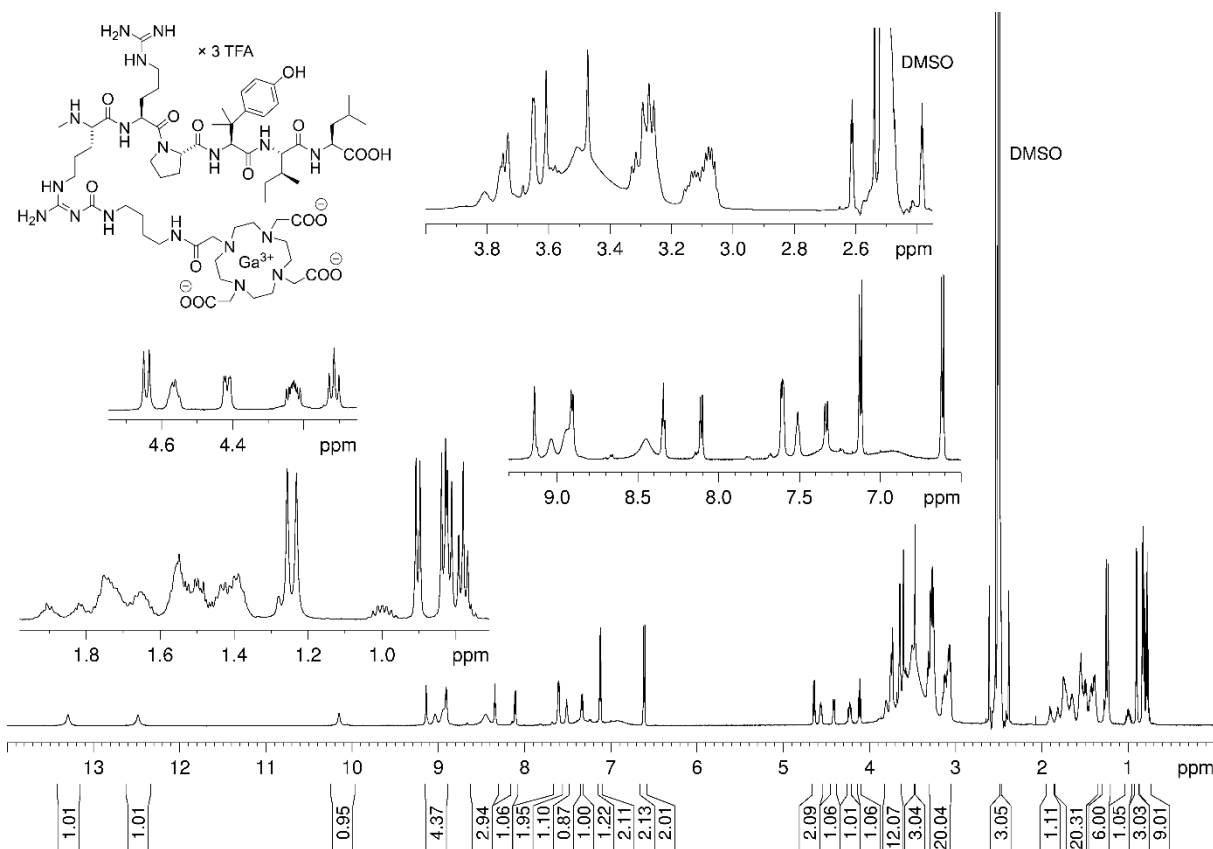 H₂N NH
HN
× 3 TFA
OH
H
N
O
N
H
O
N
O
N
H
O
H
N
O
N
H
COOH
HN
O
H₂N
N
N
H
H
N
O
N
N
N
N
Ga³⁺
COO⊖
⊖
COO
⊖
OOC
DMSO
DMSO
3.8 3.6 3.4 3.2 3.0 2.8 2.6 ppm
4.6 4.4 ppm
9.0 8.5 8.0 7.5 7.0 ppm
1.8 1.6 1.4 1.2 1.0 ppm
13 12 11 10 9 8 7 6 5 4 3 2 1 ppm
1.01
1.01
0.95
4.37
2.94
1.06
1.95
1.10
0.87
1.00
1.22
2.11
2.13
2.01
2.09
1.06
1.01
1.06
12.07
3.04
20.04
3.05
1.11
20.31
6.00
1.05
3.03
9.01